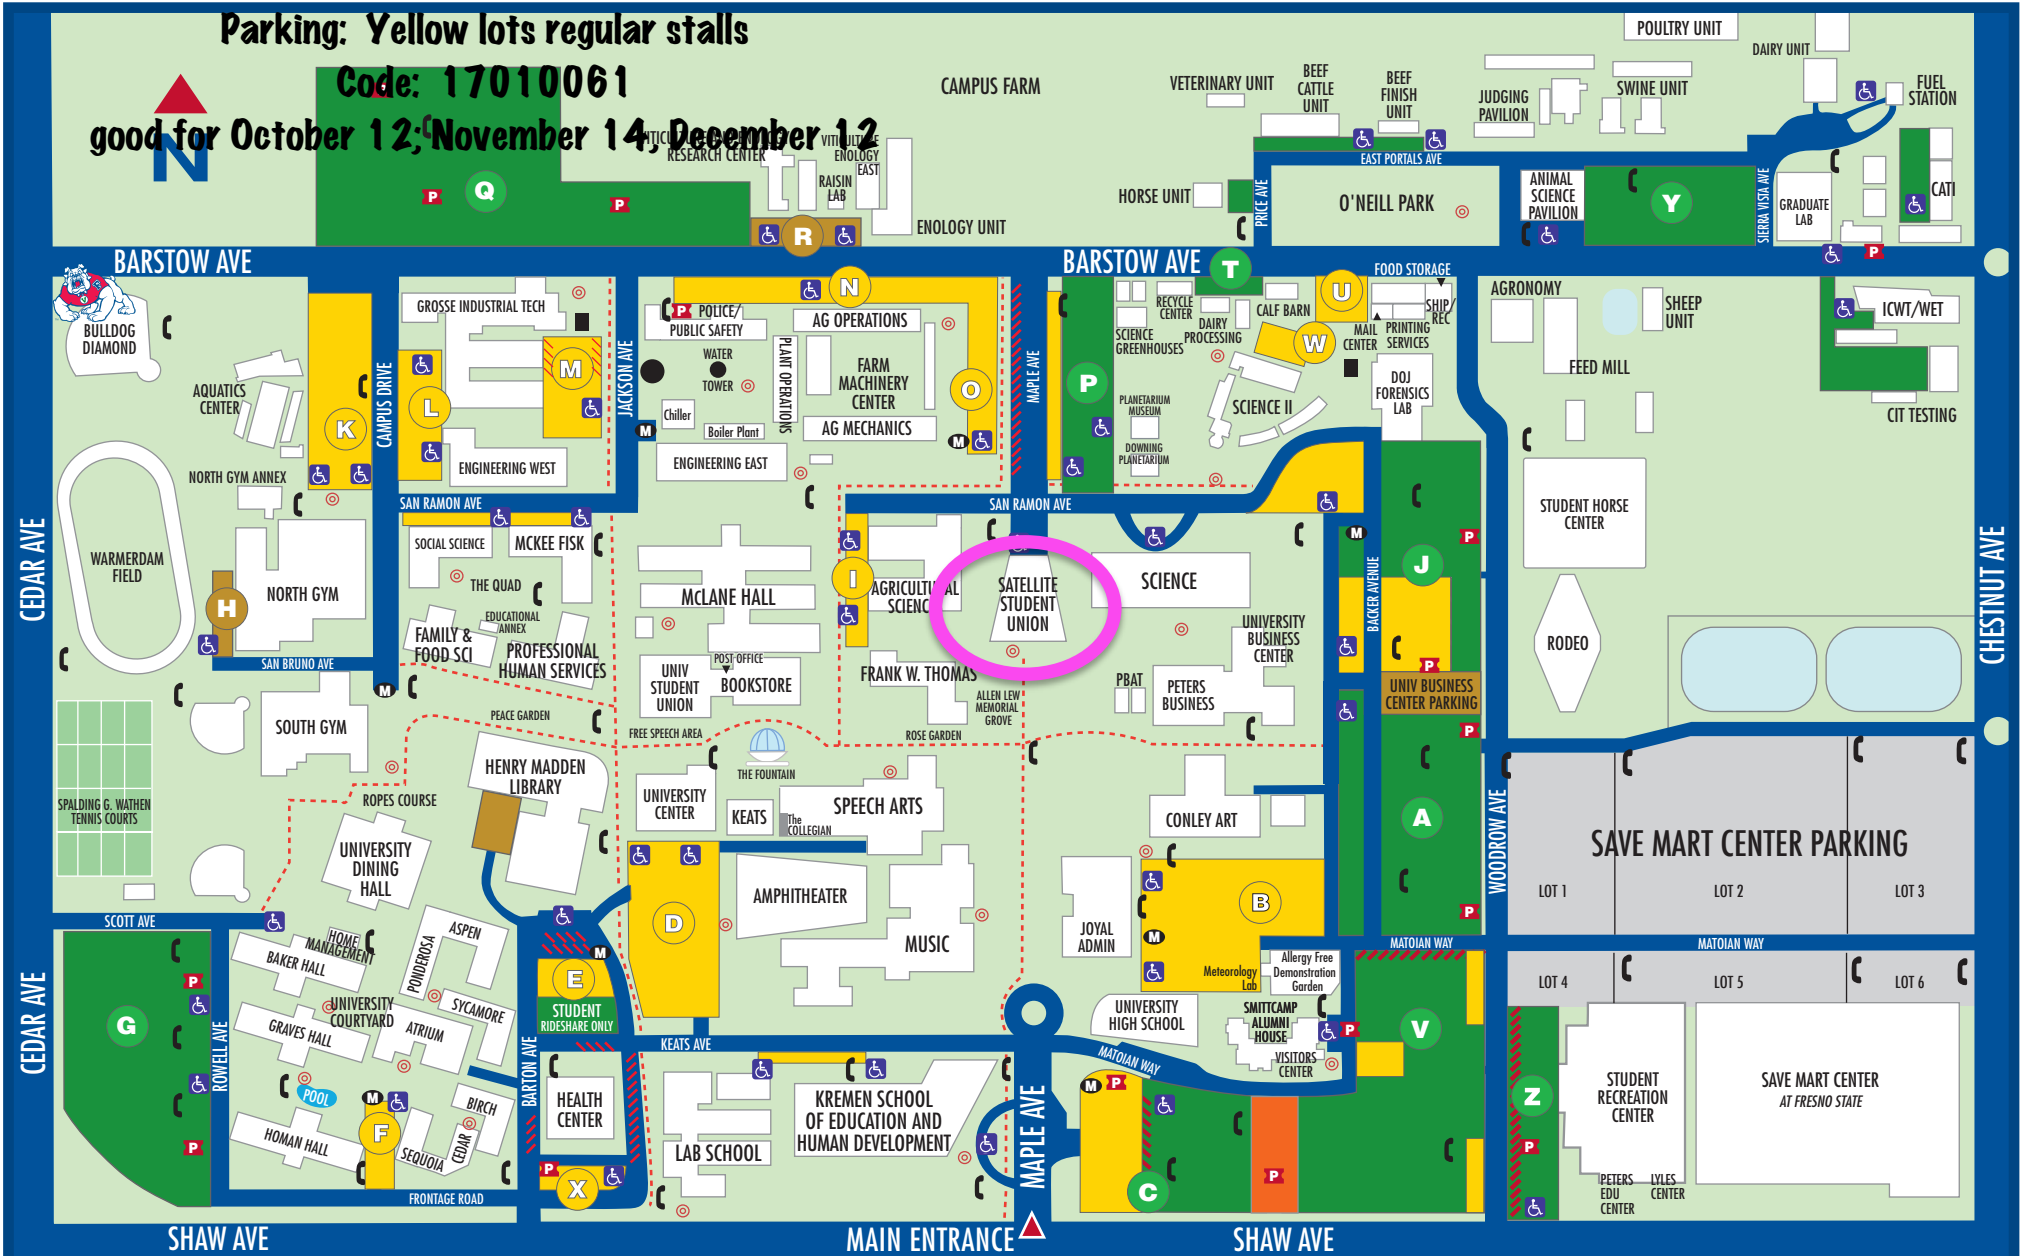 Parking: Yellow lots regular stalls
Code: 17010061
good for October 12; November 14, December 12
N
CAMPUS FARM
VETERINARY UNIT
BEEF
CATTLE
UNIT
BEEF
FINISH
UNIT
JUDGING
PAVILION
POULTRY UNIT
SWINE UNIT
DAIRY UNIT
FUEL
STATION
RESEARCH CENTER
VITICULTURE
ENOLOGY
EAST
RAISIN
LAB
ENOLOGY UNIT
Q
R
HORSE UNIT
PRICE AVE
EAST PORTALS AVE
O'NEILL PARK
ANIMAL
SCIENCE
PAVILION
Y
SIERRA VISTA AVE
GRADUATE
LAB
CATI
BARSTOW AVE
BARSTOW AVE
T
FOOD STORAGE
BULLDOG
DIAMOND
GROSSE INDUSTRIAL TECH
POLICE/
PUBLIC SAFETY
N
AG OPERATIONS
RECYCLE
CENTER
SCIENCE
GREENHOUSES
DAIRY
PROCESSING
CALF BARN
U
W
MAIL
CENTER
SHIP/
REC
PRINTING
SERVICES
AGRONOMY
SHEEP
UNIT
FEED MILL
ICWT/WET
CIT TESTING
AQUATICS
CENTER
K
CAMPUS DRIVE
L
M
JACKSON AVE
WATER
TOWER
PLANT OPERATIONS
FARM
MACHINERY
CENTER
O
MAPLE AVE
P
PLANETARIUM
MUSEUM
DOWNING
PLANETARIUM
SCIENCE II
DOJ
FORENSICS
LAB
Chiller
Boiler Plant
AG MECHANICS
ENGINEERING WEST
ENGINEERING EAST
NORTH GYM ANNEX
SAN RAMON AVE
SAN RAMON AVE
STUDENT HORSE
CENTER
CEDAR AVE
WARMERDAM
FIELD
H
NORTH GYM
SOCIAL SCIENCE
MCKEE FISK
THE QUAD
EDUCATIONAL
ANNEX
FAMILY &
FOOD SCI
PROFESSIONAL
HUMAN SERVICES
McLANE HALL
I
AGRICULTURAL
SCIENCE
SATELLITE
STUDENT
UNION
SCIENCE
BACKER AVENUE
J
RODEO
CHESTNUT AVE
SAN BRUNO AVE
UNIVERSITY
BUSINESS
CENTER
POST OFFICE
UNIV
STUDENT
UNION
BOOKSTORE
FRANK W. THOMAS
ALLEN LEW
MEMORIAL
GROVE
PBAT
PETERS
BUSINESS
UNIV BUSINESS
CENTER PARKING
SOUTH GYM
PEACE GARDEN
FREE SPEECH AREA
ROSE GARDEN
THE FOUNTAIN
HENRY MADDEN
LIBRARY
SPALDING G. WATHEN
TENNIS COURTS
ROPES COURSE
UNIVERSITY
CENTER
KEATS
The
COLLEGIAN
SPEECH ARTS
CONLEY ART
A
WOODROW AVE
SAVE MART CENTER PARKING
LOT 1
LOT 2
LOT 3
UNIVERSITY
DINING
HALL
D
AMPHITHEATER
MUSIC
JOYAL
ADMIN
B
SCOTT AVE
MATOIAN WAY
MATOIAN WAY
LOT 4
LOT 5
LOT 6
HOME
MANAGEMENT
BAKER HALL
PONDEROSA
ASPEN
E
STUDENT
RIDESHARE ONLY
Meteorology
Lab
Allergy Free
Demonstration
Garden
CEDAR AVE
G
ROWELL AVE
UNIVERSITY
COURTYARD
GRAVES HALL
ATRIUM
SYCAMORE
BARTON AVE
KEATS AVE
UNIVERSITY
HIGH SCHOOL
SMITTCAMP
ALUMNI
HOUSE
VISITORS
CENTER
MATOIAN WAY
V
POOL
HOMAN HALL
F
SEQUOIA
CEDAR
BIRCH
HEALTH
CENTER
LAB SCHOOL
KREMEN SCHOOL
OF EDUCATION AND
HUMAN DEVELOPMENT
MAPLE AVE
Z
STUDENT
RECREATION
CENTER
SAVE MART CENTER
AT FRESNO STATE
X
C
PETERS
EDU
CENTER
LYLES
CENTER
FRONTAGE ROAD
SHAW AVE
MAIN ENTRANCE
SHAW AVE